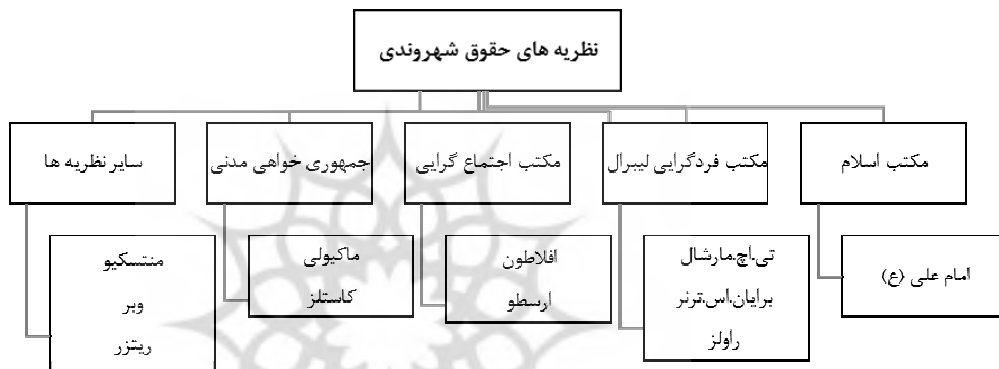 نظریه های حقوق شهروندی
مکتب اسلام
مکتب فردگرایی لیبرال
مکتب اجتماع گرایی
جمهوری خواهی مدنی
سایر نظریه ها
امام علی (ع)
تی.اچ.مارشال
برایان.اس.ترنر
راولز
افلاطون
ارسطو
ماکیولی
کاستلز
منتسکیو
وبر
ریتزر